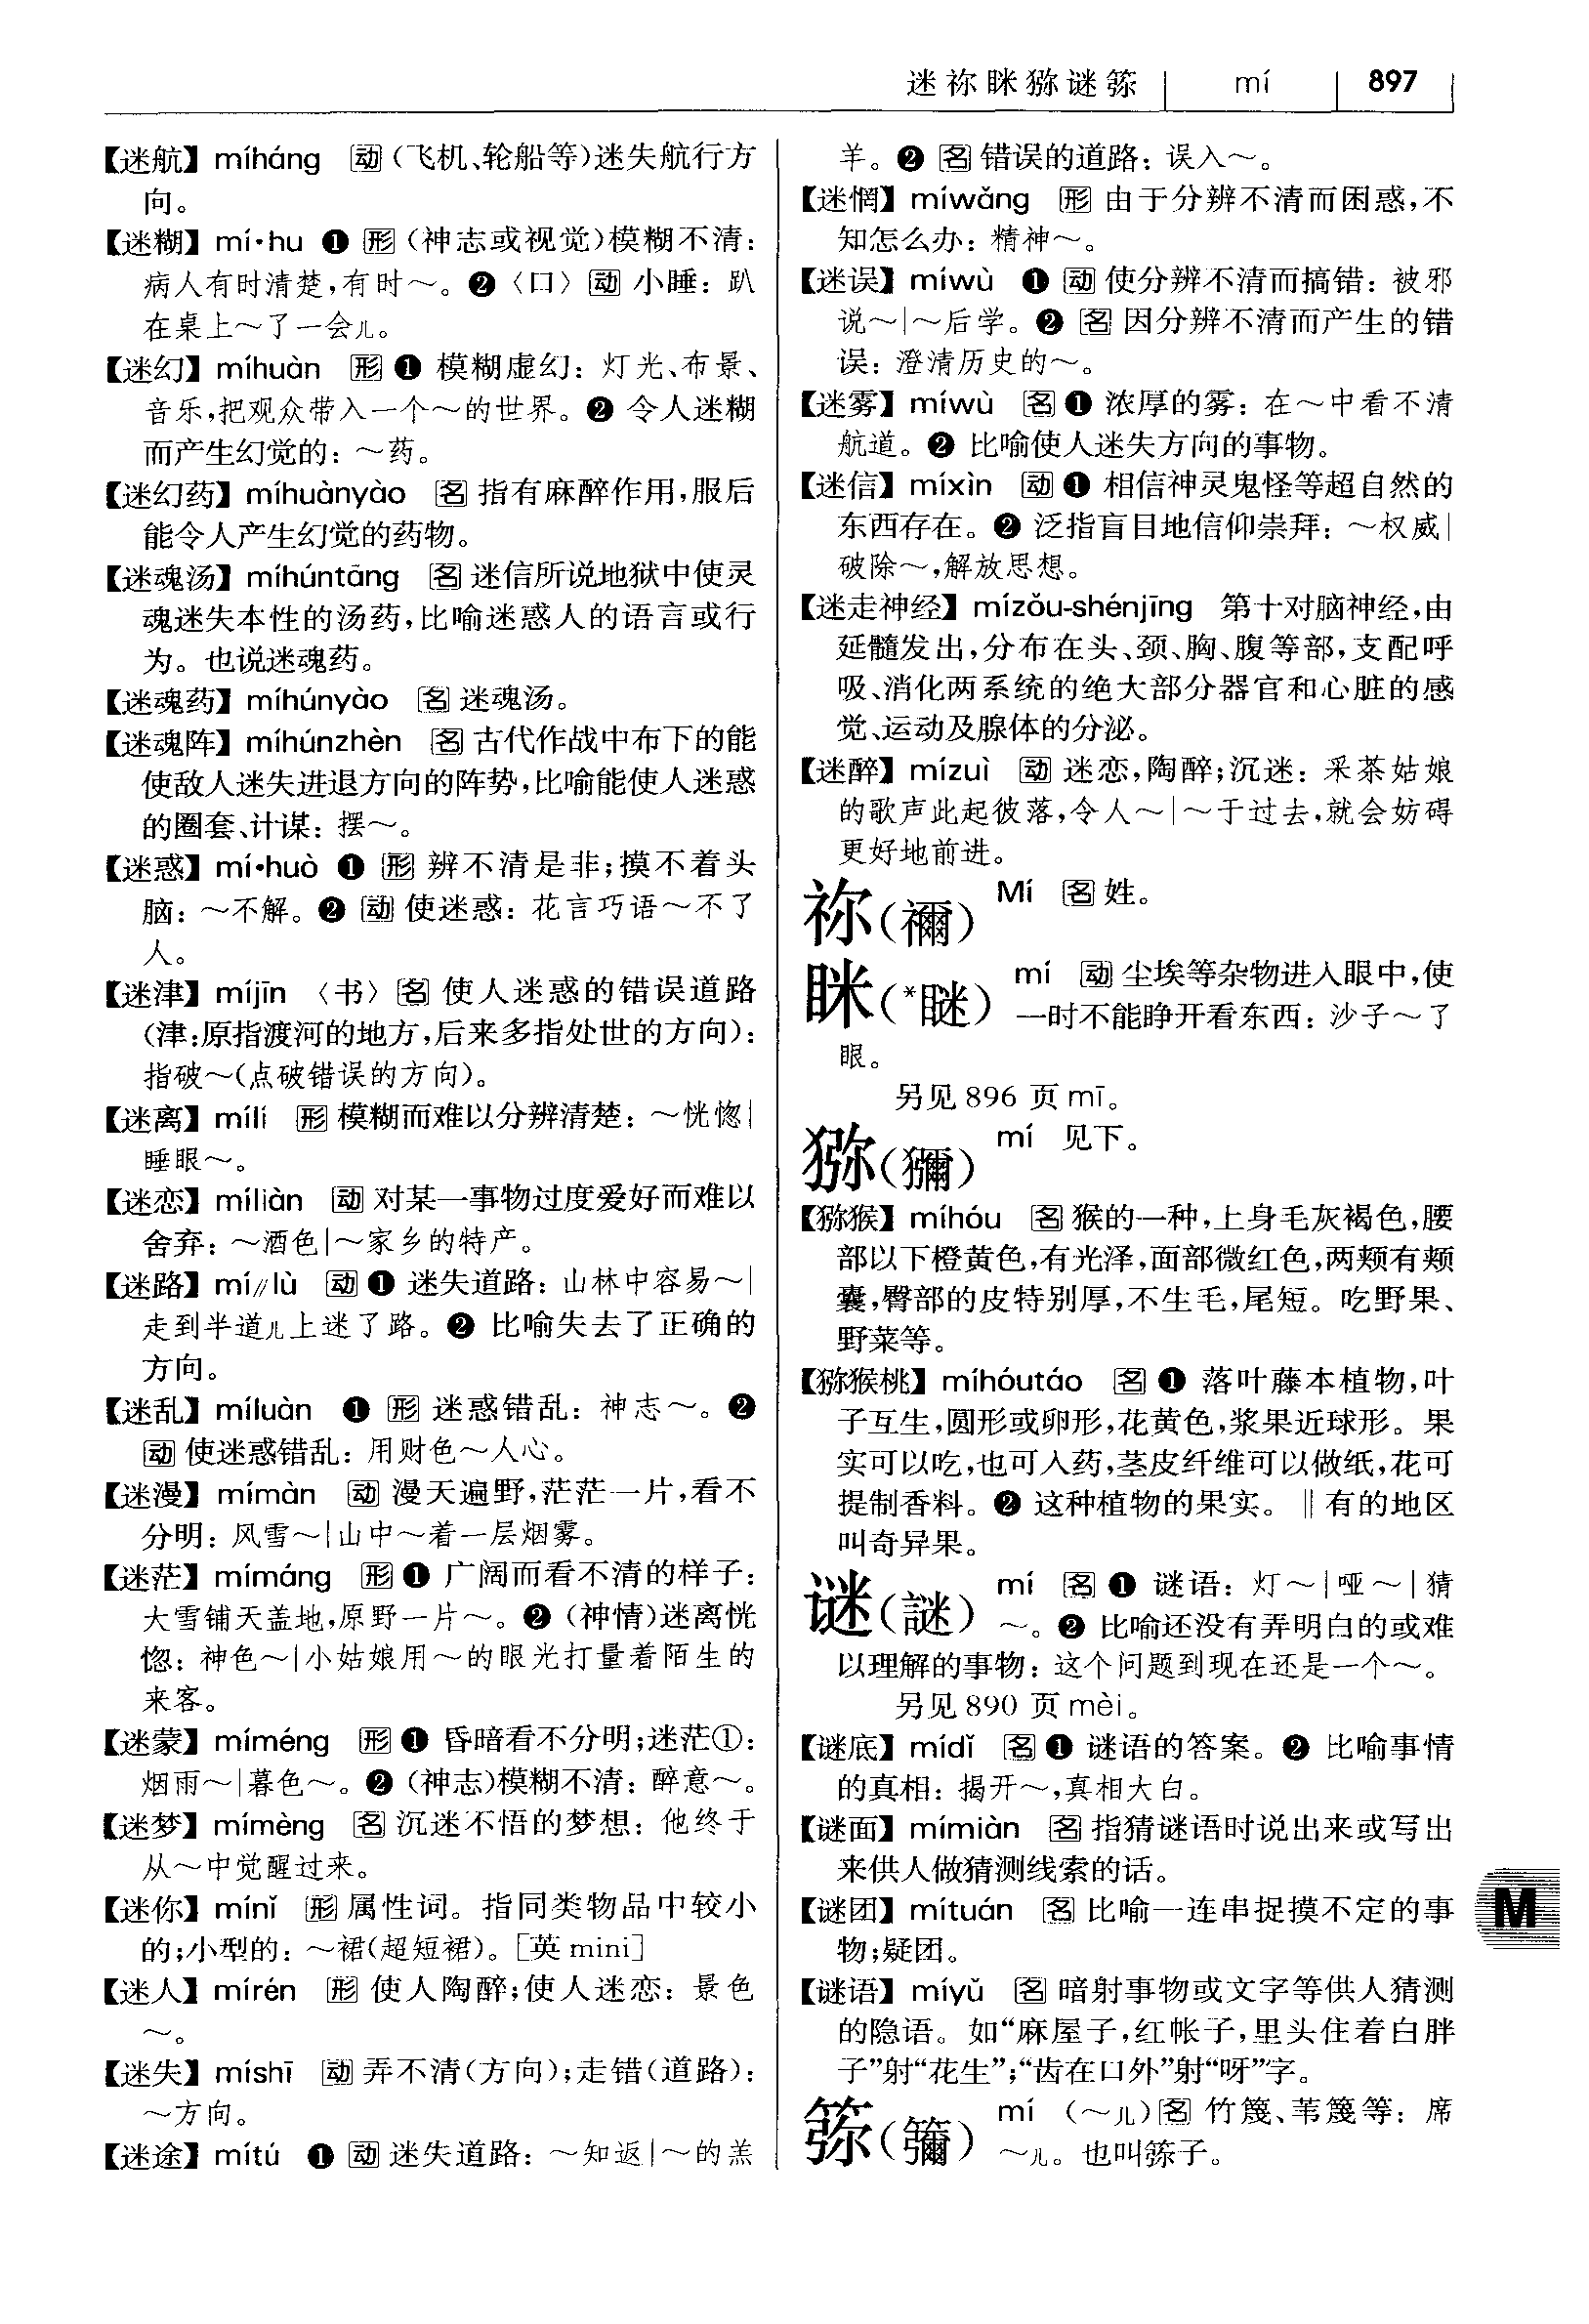 迷祢眯猕谜𥬠 mí 897
【迷航】 míháng 动（飞机、轮船等）迷失航行方
向。
【迷糊】 mí·hu ❶ 形（神志或视觉）模糊不清：
病人有时清楚，有时～。❷〈口〉动 小睡：趴
在桌上～了一会儿。
【迷幻】 míhuàn 形 ❶ 模糊虚幻：灯光、布景、
音乐，把观众带入一个～的世界。❷ 令人迷糊
而产生幻觉的：～药。
【迷幻药】 míhuànyào 名 指有麻醉作用，服后
能令人产生幻觉的药物。
【迷魂汤】 míhúntāng 名 迷信所说地狱中使灵
魂迷失本性的汤药，比喻迷惑人的语言或行
为。也说迷魂药。
【迷魂药】 míhúnyào 名 迷魂汤。
【迷魂阵】 míhúnzhèn 名 古代作战中布下的能
使敌人迷失进退方向的阵势，比喻能使人迷惑
的圈套、计谋：摆～。
【迷惑】 mí·huò ❶ 形 辨不清是非；摸不着头
脑：～不解。❷ 动 使迷惑：花言巧语～不了
人。
【迷津】 míjīn 〈书〉名 使人迷惑的错误道路
（津：原指渡河的地方，后来多指处世的方向）：
指破～（点破错误的方向）。
【迷离】 mílí 形 模糊而难以分辨清楚：～恍惚|
睡眼～。
【迷恋】 míliàn 动 对某一事物过度爱好而难以
舍弃：～酒色|～家乡的特产。
【迷路】 mí//lù 动 ❶ 迷失道路：山林中容易～|
走到半道儿上迷了路。❷ 比喻失去了正确的
方向。
【迷乱】 míluàn ❶ 形 迷惑错乱：神志～。❷
动 使迷惑错乱：用财色～人心。
【迷漫】 mímàn 动 漫天遍野，茫茫一片，看不
分明：风雪～|山中～着一层烟雾。
【迷茫】 mímáng 形 ❶ 广阔而看不清的样子：
大雪铺天盖地，原野一片～。❷（神情）迷离恍
惚：神色～|小姑娘用～的眼光打量着陌生的
来客。
【迷蒙】 míméng 形 ❶ 昏暗看不分明；迷茫①：
烟雨～|暮色～。❷（神志）模糊不清：醉意～。
【迷梦】 mímèng 名 沉迷不悟的梦想：他终于
从～中觉醒过来。
【迷你】 mínǐ 形 属性词。指同类物品中较小
的；小型的：～裙（超短裙）。[英 mini]
【迷人】 mírén 形 使人陶醉；使人迷恋：景色
～。
【迷失】 míshī 动 弄不清（方向）；走错（道路）：
～方向。
【迷途】 mítú ❶ 动 迷失道路：～知返|～的羔
羊。❷ 名 错误的道路：误入～。
【迷惘】 míwǎng 形 由于分辨不清而困惑，不
知怎么办：精神～。
【迷误】 míwù ❶ 动 使分辨不清而搞错：被邪
说～|～后学。❷ 名 因分辨不清而产生的错
误：澄清历史的～。
【迷雾】 míwù 名 ❶ 浓厚的雾：在～中看不清
航道。❷ 比喻使人迷失方向的事物。
【迷信】 míxìn 动 ❶ 相信神灵鬼怪等超自然的
东西存在。❷ 泛指盲目地信仰崇拜：～权威|
破除～，解放思想。
【迷走神经】 mízǒu-shénjīng 第十对脑神经，由
延髓发出，分布在头、颈、胸、腹等部，支配呼
吸、消化两系统的绝大部分器官和心脏的感
觉、运动及腺体的分泌。
【迷醉】 mízuì 动 迷恋，陶醉；沉迷：采茶姑娘
的歌声此起彼落，令人～|～于过去，就会妨碍
更好地前进。
祢（禰） Mí 名 姓。
眯（*瞇） mí 动 尘埃等杂物进入眼中，使
一时不能睁开看东西：沙子～了
眼。
另见 896 页 mī。
猕（獼） mí 见下。
【猕猴】 míhóu 名 猴的一种，上身毛灰褐色，腰
部以下橙黄色，有光泽，面部微红色，两颊有颊
囊，臀部的皮特别厚，不生毛，尾短。吃野果、
野菜等。
【猕猴桃】 míhóutáo 名 ❶ 落叶藤本植物，叶
子互生，圆形或卵形，花黄色，浆果近球形。果
实可以吃，也可入药，茎皮纤维可以做纸，花可
提制香料。❷ 这种植物的果实。‖有的地区
叫奇异果。
谜（謎） mí 名 ❶ 谜语：灯～|哑～|猜
～。❷ 比喻还没有弄明白的或难
以理解的事物：这个问题到现在还是一个～。
另见 890 页 mèi。
【谜底】 mídǐ 名 ❶ 谜语的答案。❷ 比喻事情
的真相：揭开～，真相大白。
【谜面】 mímiàn 名 指猜谜语时说出来或写出
来供人做猜测线索的话。
【谜团】 mítuán 名 比喻一连串捉摸不定的事
物；疑团。
【谜语】 míyǔ 名 暗射事物或文字等供人猜测
的隐语。如“麻屋子，红帐子，里头住着白胖
子”射“花生”；“齿在口外”射“呀”字。
𥬠（籋） mí （～儿）名 竹篾、苇篾等：席
～儿。也叫𥬠子。
M